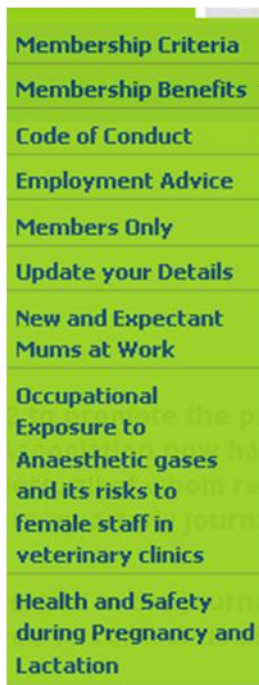 Membership Criteria
Membership Benefits
Code of Conduct
Employment Advice
Members Only
Update your Details
New and Expectant
Mums at Work
Occupational
Exposure to
Anaesthetic gases
and its risks to
female staff in
veterinary clinics
Health and Safety
during Pregnancy and
Lactation